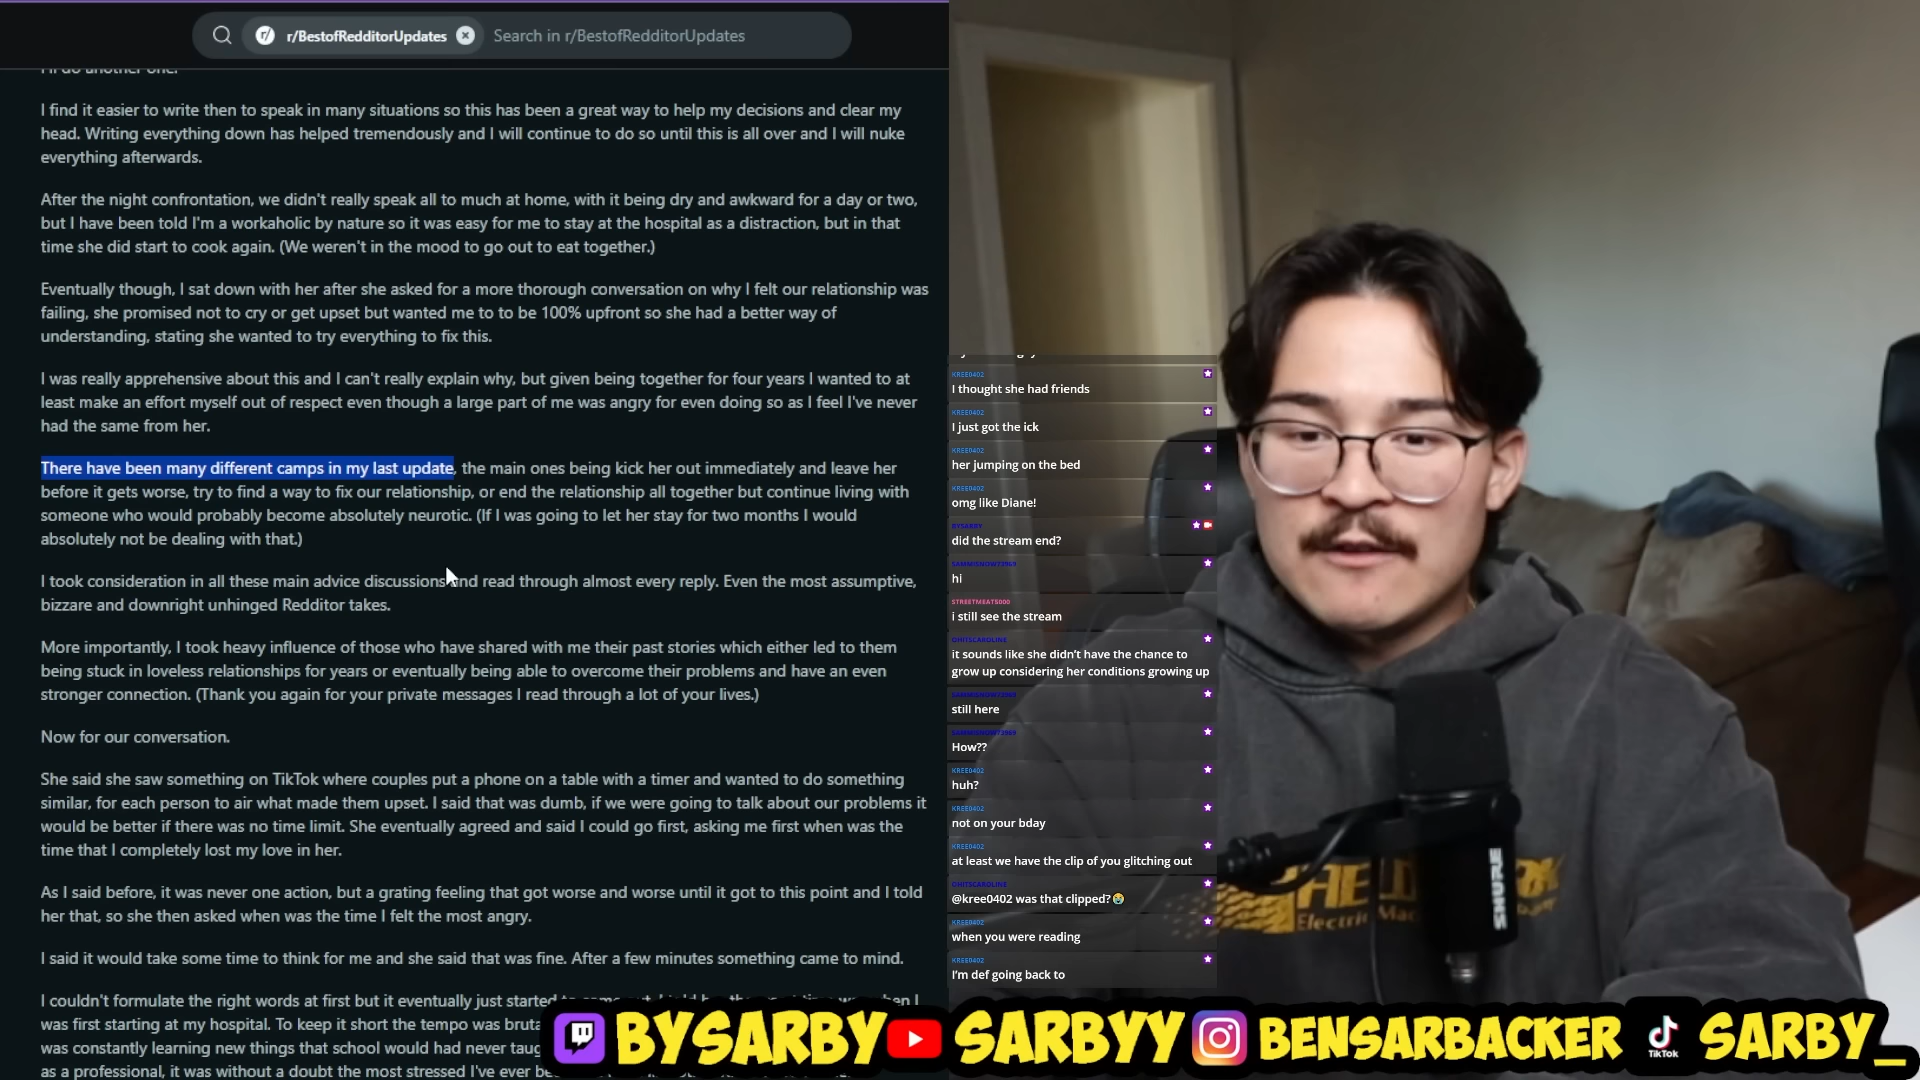 r/BestofRedditorUpdates
Search in r/BestofRedditorUpdates
I'll do another one.
I find it easier to write then to speak in many situations so this has been a great way to help my decisions and clear my
head. Writing everything down has helped tremendously and I will continue to do so until this is all over and I will nuke
everything afterwards.
After the night confrontation, we didn't really speak all to much at home, with it being dry and awkward for a day or two,
but I have been told I'm a workaholic by nature so it was easy for me to stay at the hospital as a distraction, but in that
time she did start to cook again. (We weren't in the mood to go out to eat together.)
Eventually though, I sat down with her after she asked for a more thorough conversation on why I felt our relationship was
failing, she promised not to cry or get upset but wanted me to to be 100% upfront so she had a better way of
understanding, stating she wanted to try everything to fix this.
I was really apprehensive about this and I can't really explain why, but given being together for four years I wanted to at
least make an effort myself out of respect even though a large part of me was angry for even doing so as I feel I've never
had the same from her.
There have been many different camps in my last update, the main ones being kick her out immediately and leave her
before it gets worse, try to find a way to fix our relationship, or end the relationship all together but continue living with
someone who would probably become absolutely neurotic. (If I was going to let her stay for two months I would
absolutely not be dealing with that.)
I took consideration in all these main advice discussions and read through almost every reply. Even the most assumptive,
bizzare and downright unhinged Redditor takes.
More importantly, I took heavy influence of those who have shared with me their past stories which either led to them
being stuck in loveless relationships for years or eventually being able to overcome their problems and have an even
stronger connection. (Thank you again for your private messages I read through a lot of your lives.)
Now for our conversation.
She said she saw something on TikTok where couples put a phone on a table with a timer and wanted to do something
similar, for each person to air what made them upset. I said that was dumb, if we were going to talk about our problems it
would be better if there was no time limit. She eventually agreed and said I could go first, asking me first when was the
time that I completely lost my love in her.
As I said before, it was never one action, but a grating feeling that got worse and worse until it got to this point and I told
her that, so she then asked when was the time I felt the most angry.
I said it would take some time to think for me and she said that was fine. After a few minutes something came to mind.
I couldn't formulate the right words at first but it eventually just started
was first starting at my hospital. To keep it short the tempo was
was constantly learning new things that school would had never
as a professional, it was without a doubt the most stressed I've ever
KREE0402
I thought she had friends
KREE0402
I just got the ick
KREE0402
her jumping on the bed
KREE0402
omg like Diane!
BYSARBY
did the stream end?
hi
STREETMEAT5000
i still see the stream
OHITSCAROLINE
it sounds like she didn't have the chance to
grow up considering her conditions growing up
still here
How??
KREE0402
huh?
KREE0402
not on your bday
KREE0402
at least we have the clip of you glitching out
OHITSCAROLINE
@kree0402 was that clipped?😭
KREE0402
when you were reading
KREE0402
I'm def going back to
Electric
SHURE
BYSARBY
SARBYY
BENSARBACKER
TikTok
SARBY_